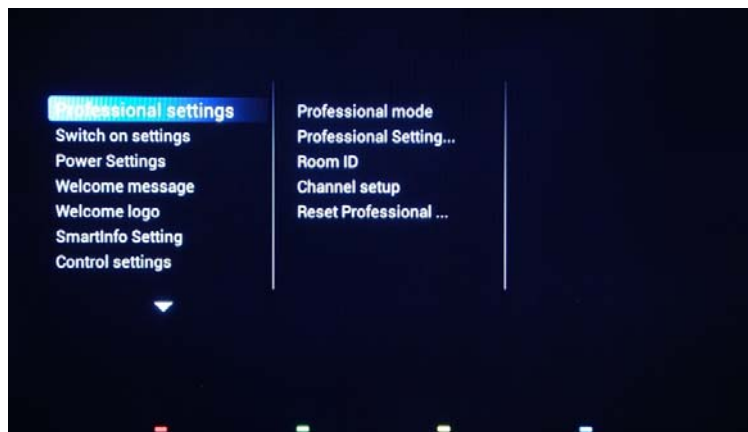 Professional settings
Switch on settings
Power Settings
Welcome message
Welcome logo
SmartInfo Setting
Control settings
Professional mode
Professional Setting...
Room ID
Channel setup
Reset Professional ...